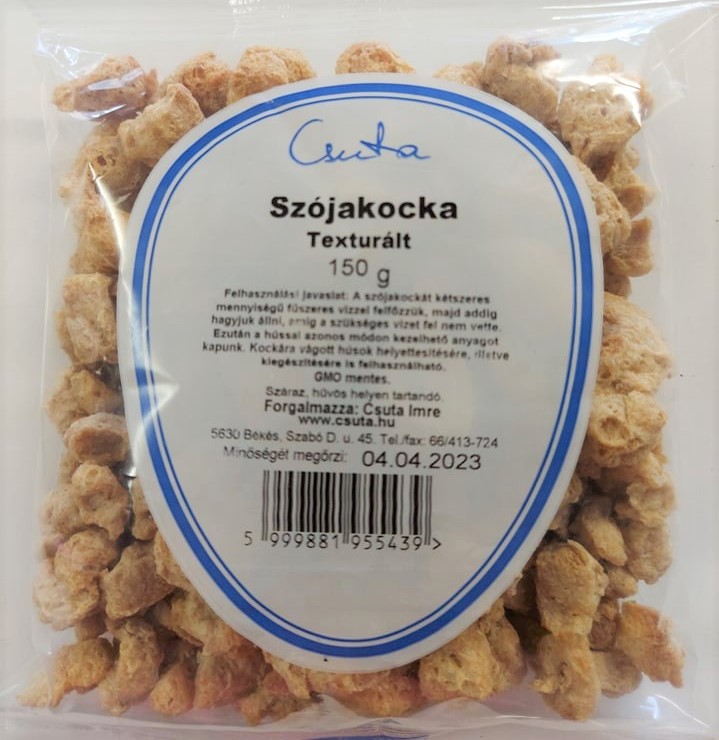 Csuta
Szójakocka
Texturált
150 g
Felhasználási javaslat: A szójakockát kétszeres
mennyiségű fűszeres vízzel felfőzzük, majd addig
hagyjuk állni, amíg a szükséges vizet fel nem vette.
Ezután a hússal azonos módon kezelhető anyagot
kapunk. Kockára vágott húsok helyettesítésére, illetve
kiegészítésére is felhasználható.
GMO mentes.
Száraz, hűvös helyen tartandó.
Forgalmazza: Csuta Imre
www.csuta.hu
5630 Békés, Szabó D. u. 45. Tel./fax: 66/413-724
Minőségét megőrzi: 04.04.2023
5 999881 955439 >